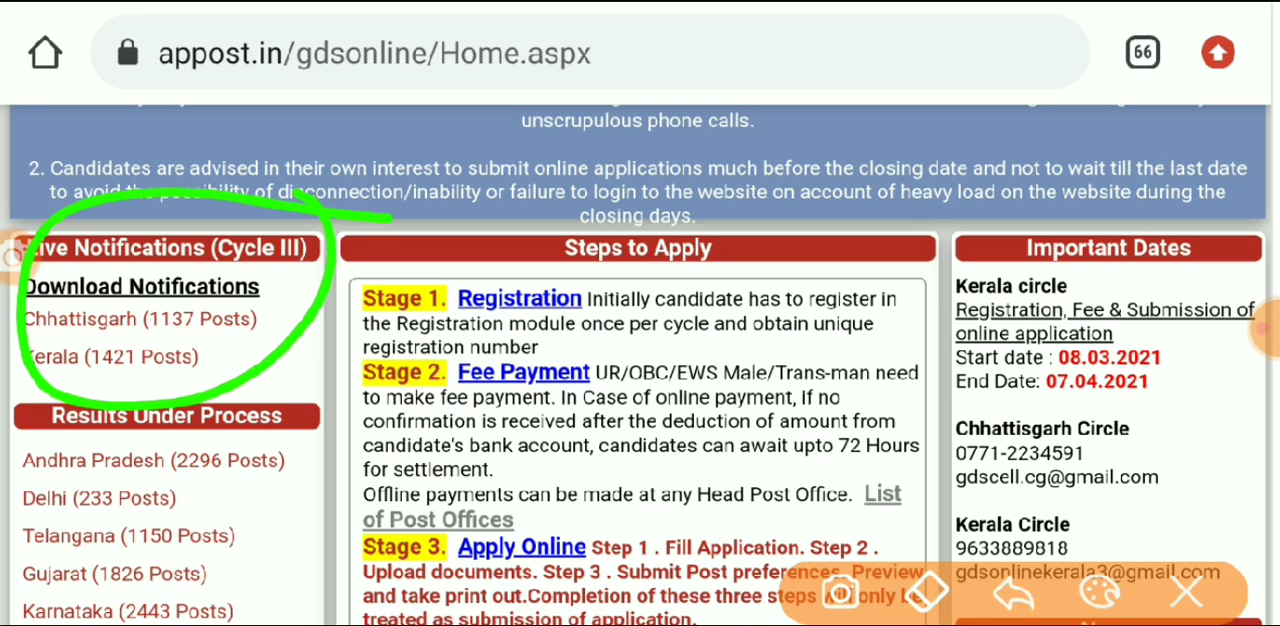 appost.in/gdsonline/Home.aspx
66
unscrupulous phone calls.
2. Candidates are advised in their own interest to submit online applications much before the closing date and not to wait till the last date
to avoid the possibility of disconnection/inability or failure to login to the website on account of heavy load on the website during the
closing days.
Live Notifications (Cycle III)
Download Notifications
Chhattisgarh (1137 Posts)
Kerala (1421 Posts)
Results Under Process
Andhra Pradesh (2296 Posts)
Delhi (233 Posts)
Telangana (1150 Posts)
Gujarat (1826 Posts)
Karnataka (2443 Posts)
Steps to Apply
Stage 1. Registration Initially candidate has to register in
the Registration module once per cycle and obtain unique
registration number
Stage 2. Fee Payment UR/OBC/EWS Male/Trans-man need
to make fee payment. In Case of online payment, If no
confirmation is received after the deduction of amount from
candidate's bank account, candidates can await upto 72 Hours
for settlement.
Offline payments can be made at any Head Post Office. List
of Post Offices
Stage 3. Apply Online Step 1 . Fill Application. Step 2 .
Upload documents. Step 3 . Submit Post preferences. Preview
and take print out.Completion of these three steps will only be
treated as submission of application.
Important Dates
Kerala circle
Registration, Fee & Submission of
online application
Start date : 08.03.2021
End Date: 07.04.2021
Chhattisgarh Circle
0771-2234591
gdscell.cg@gmail.com
Kerala Circle
9633889818
gdsonlinekerala3@gmail.com